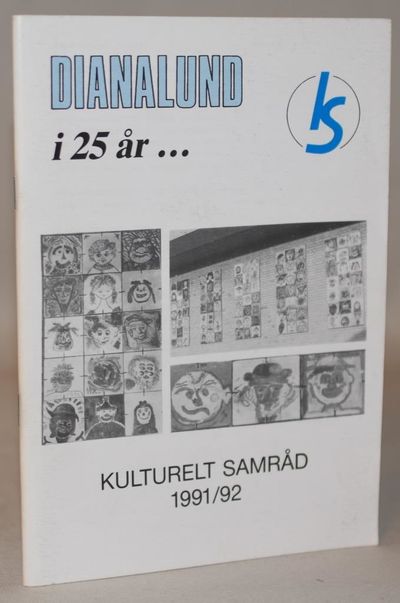 DIANALUND
i 25 år ...
KS
KULTURELT SAMRÅD
1991/92